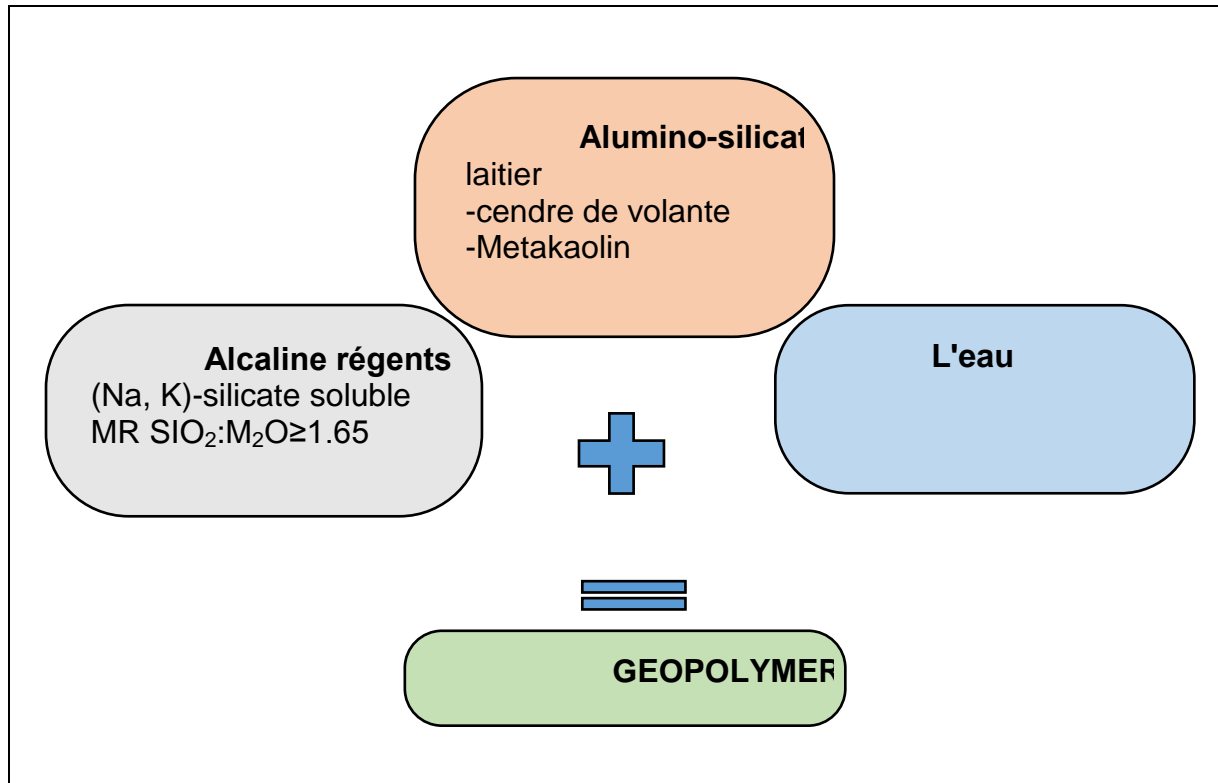 Alumino-silicat
laitier
-cendre de volante
-Metakaolin
Alcaline régents
(Na, K)-silicate soluble
MR SIO₂:M₂O≥1.65
L'eau
GEOPOLYMER